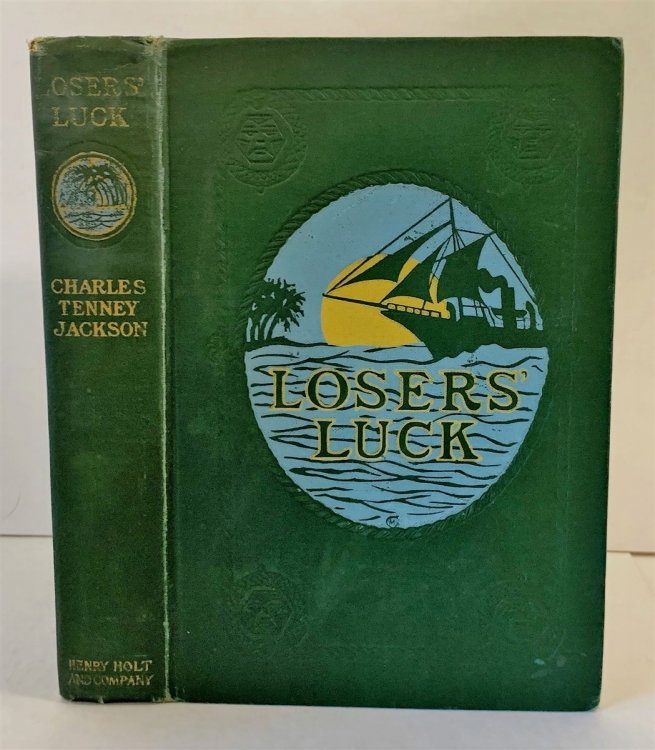 LOSERS'
LUCK
CHARLES
TENNEY
JACKSON
HENRY HOLT
AND COMPANY
LOSERS'
LUCK